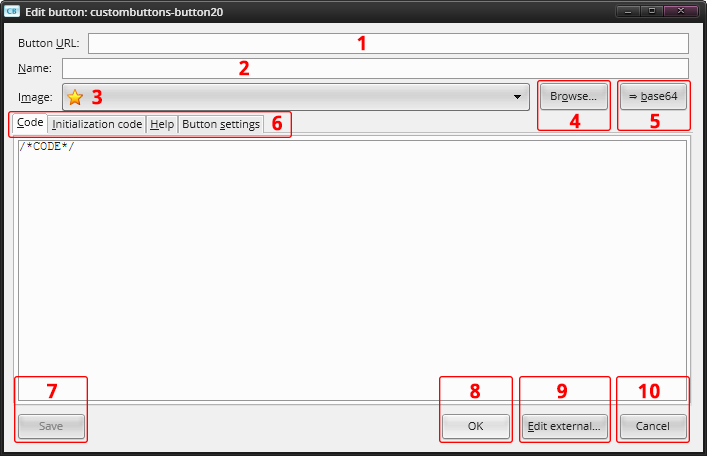 CB Edit button: custombuttons-button20
Button URL: 1
Name: 2
Image: 3 Browse... ⇒ base64
4 5
Code Initialization code Help Button settings 6
/*CODE*/
7 8 9 10
Save OK Edit external... Cancel